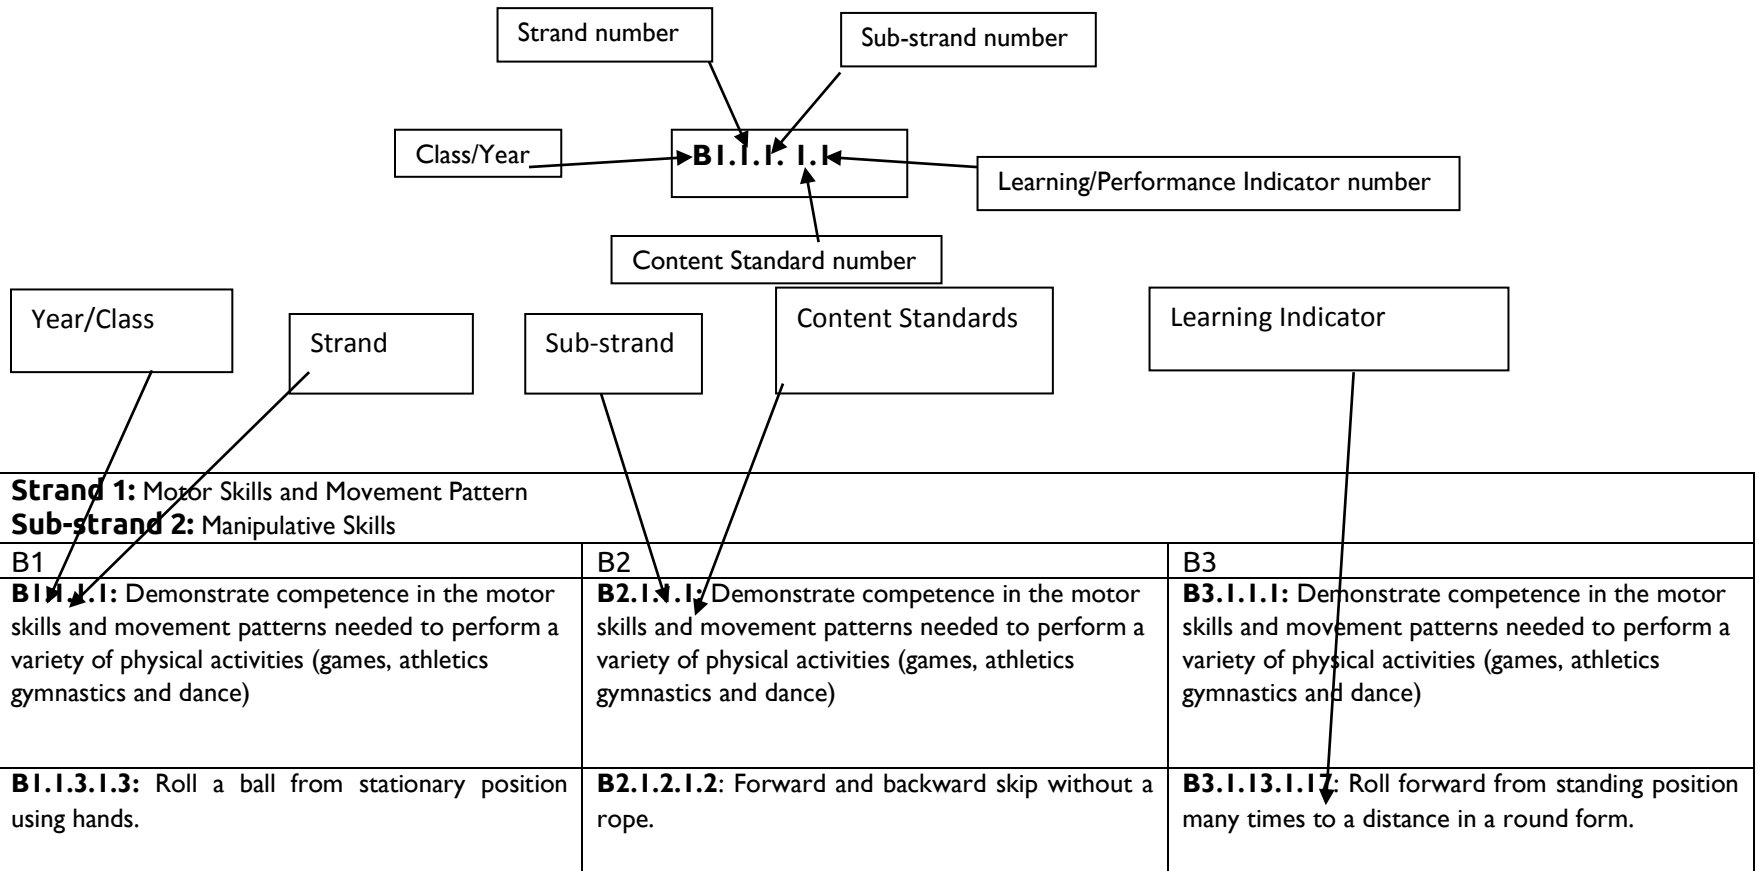 Strand number
Sub-strand number
Class/Year
B1.1.1. 1.1
Learning/Performance Indicator number
Content Standard number
Year/Class
Strand
Sub-strand
Content Standards
Learning Indicator
Strand 1: Motor Skills and Movement Pattern
Sub-strand 2: Manipulative Skills
B1
B2
B3
B1.1.1.1: Demonstrate competence in the motor
skills and movement patterns needed to perform a
variety of physical activities (games, athletics
gymnastics and dance)
B2.1.1.1: Demonstrate competence in the motor
skills and movement patterns needed to perform a
variety of physical activities (games, athletics
gymnastics and dance)
B3.1.1.1: Demonstrate competence in the motor
skills and movement patterns needed to perform a
variety of physical activities (games, athletics
gymnastics and dance)
B1.1.3.1.3: Roll a ball from stationary position
using hands.
B2.1.2.1.2: Forward and backward skip without a
rope.
B3.1.13.1.17: Roll forward from standing position
many times to a distance in a round form.